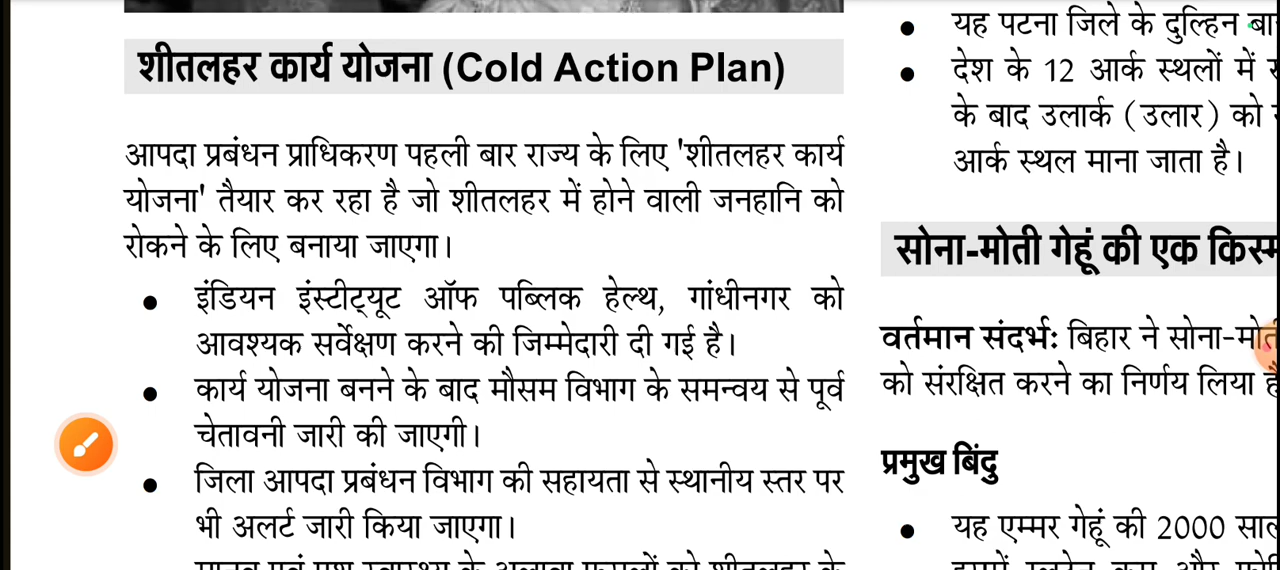 शीतलहर कार्य योजना (Cold Action Plan)
आपदा प्रबंधन प्राधिकरण पहली बार राज्य के लिए 'शीतलहर कार्य
योजना' तैयार कर रहा है जो शीतलहर में होने वाली जनहानि को
रोकने के लिए बनाया जाएगा।
• इंडियन इंस्टीट्यूट ऑफ पब्लिक हेल्थ, गांधीनगर को
आवश्यक सर्वेक्षण करने की जिम्मेदारी दी गई है।
• कार्य योजना बनने के बाद मौसम विभाग के समन्वय से पूर्व
चेतावनी जारी की जाएगी।
• जिला आपदा प्रबंधन विभाग की सहायता से स्थानीय स्तर पर
भी अलर्ट जारी किया जाएगा।
• यह पटना जिले के दुल्हिन
• देश के 12 आर्क स्थलों में
के बाद उलार्क (उलार) को
आर्क स्थल माना जाता है।
सोना-मोती गेहूं की एक
वर्तमान संदर्भ: बिहार ने
को संरक्षित करने का निर्णय लिया
प्रमुख बिंदु
• यह एम्मर गेहूं की 2000